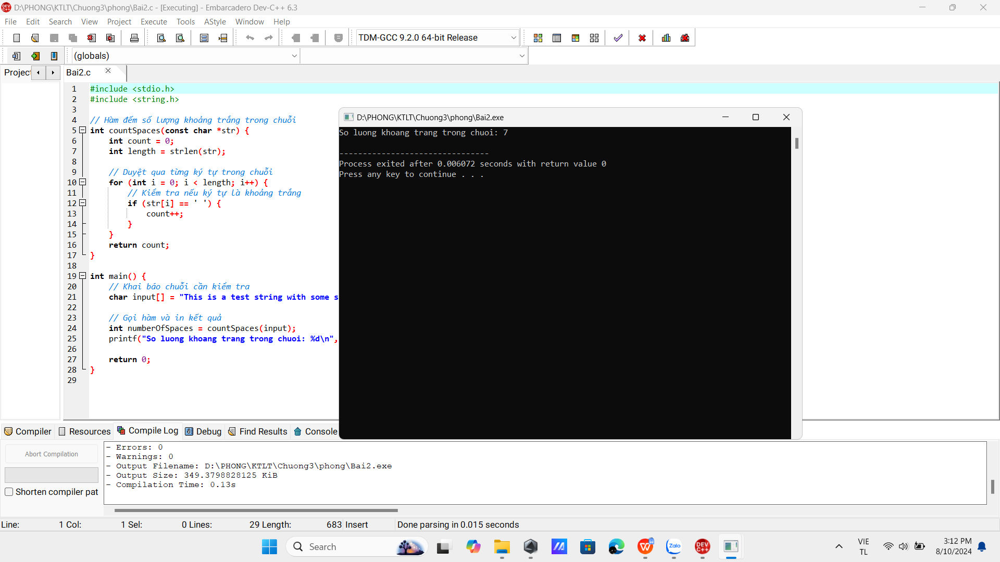 D:\PHONG\KTLT\Chuong3\phong\Bai2.c - [Executing] - Embarcadero Dev-C++ 6.3
File Edit Search View Project Execute Tools AStyle Window Help
TDM-GCC 9.2.0 64-bit Release
(globals)
Project Bai2.c
1 #include <stdio.h>
2 #include <string.h>
3
4 // Hàm đếm số lượng khoảng trắng trong chuỗi
5 int countSpaces(const char *str) {
6 int count = 0;
7 int length = strlen(str);
8
9 // Duyệt qua từng ký tự trong chuỗi
10 for (int i = 0; i < length; i++) {
11 // Kiểm tra nếu ký tự là khoảng trắng
12 if (str[i] == ' ') {
13 count++;
14 }
15 }
16 return count;
17 }
18
19 int main() {
20 // Khai báo chuỗi cần kiểm tra
21 char input[] = "This is a test string with some s
22
23 // Gọi hàm và in kết quả
24 int numberOfSpaces = countSpaces(input);
25 printf("So luong khoang trang trong chuoi: %d\n",
26
27 return 0;
28 }
29
D:\PHONG\KTLT\Chuong3\phong\Bai2.exe
So luong khoang trang trong chuoi: 7
--------------------------------
Process exited after 0.006072 seconds with return value 0
Press any key to continue . . .
Compiler Resources Compile Log Debug Find Results Console
Abort Compilation
Shorten compiler pat
- Errors: 0
- Warnings: 0
- Output Filename: D:\PHONG\KTLT\Chuong3\phong\Bai2.exe
- Output Size: 349.3798828125 KiB
- Compilation Time: 0.13s
Line: 1 Col: 1 Sel: 0 Lines: 29 Length: 683 Insert Done parsing in 0.015 seconds
Search
Zalo
DEV C++
VIE
TL
3:12 PM
8/10/2024